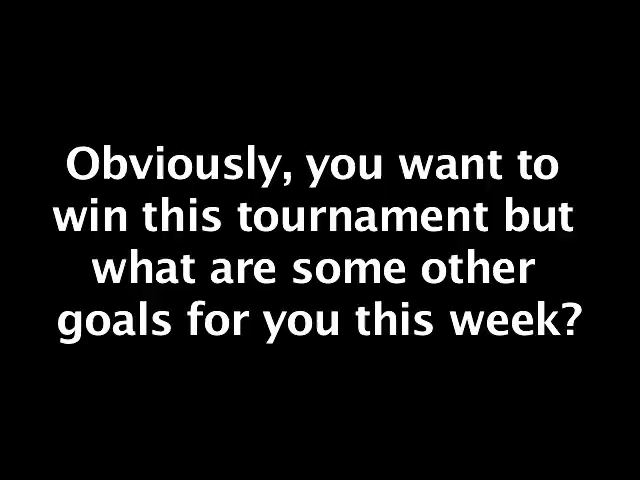 Obviously, you want to
win this tournament but
what are some other
goals for you this week?